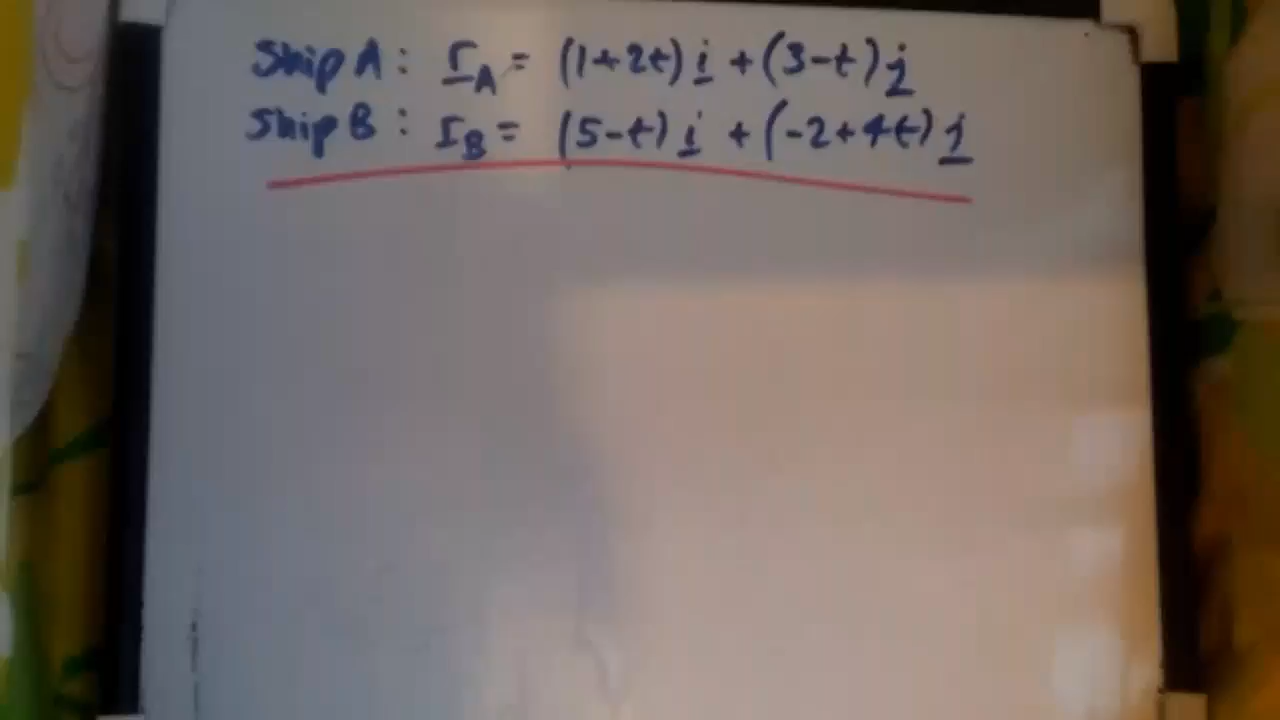 Ship A: r_A = (1+2t) i + (3-t) j
Ship B: r_B = (5-t) i + (-2+4t) j